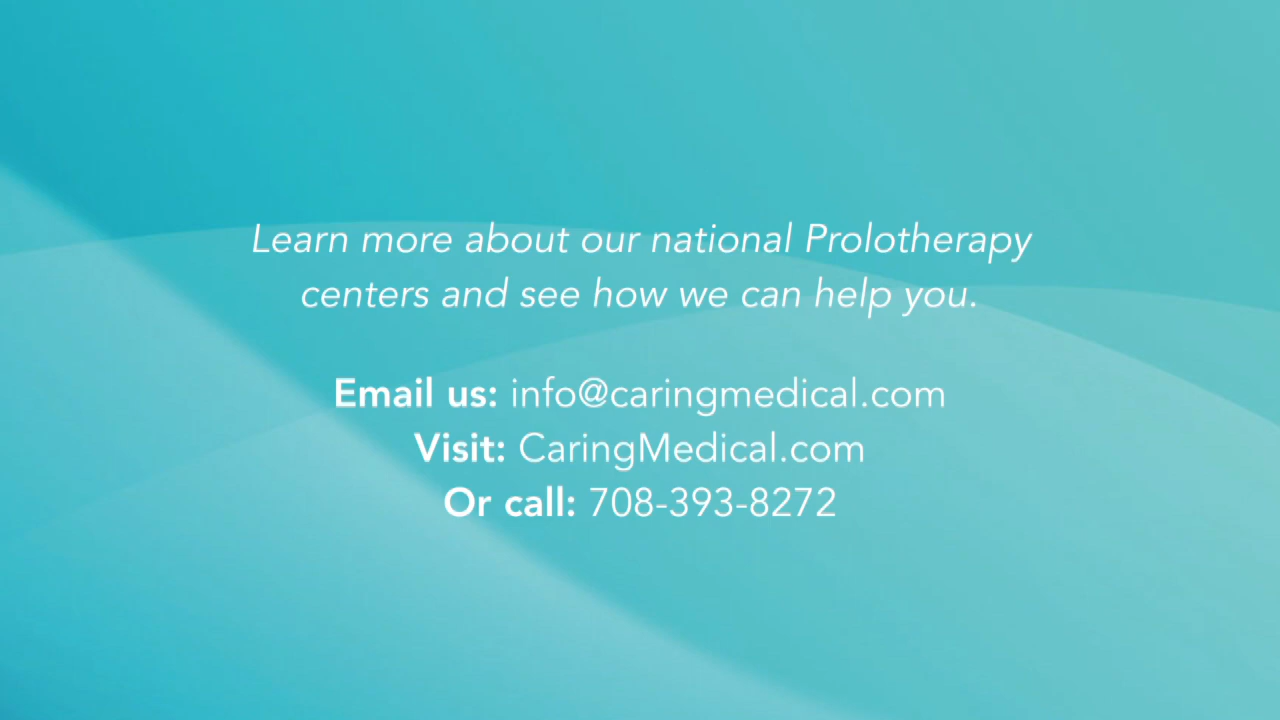 Learn more about our national Prolotherapy
centers and see how we can help you.
Email us: info@caringmedical.com
Visit: CaringMedical.com
Or call: 708-393-8272